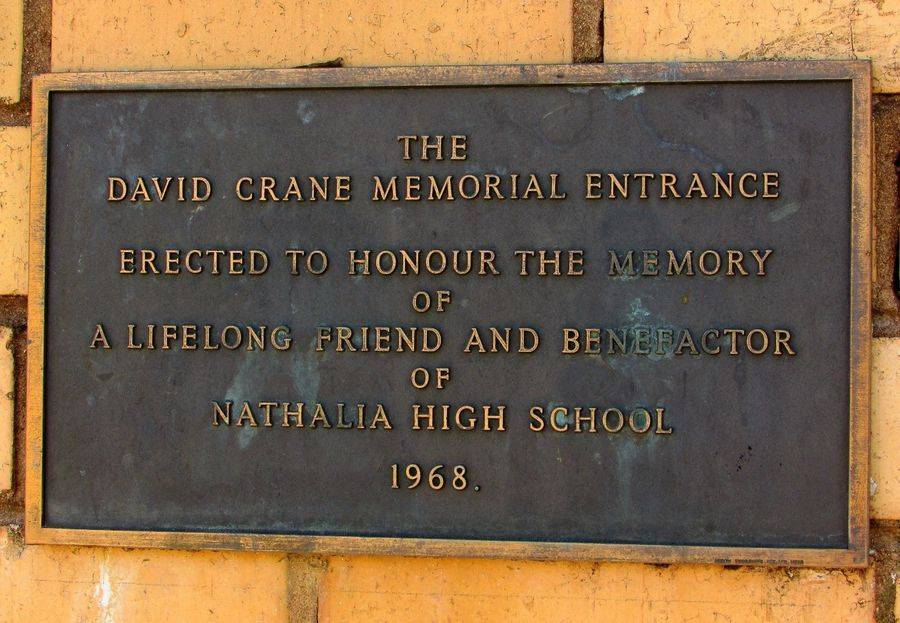 THE
DAVID CRANE MEMORIAL ENTRANCE
ERECTED TO HONOUR THE MEMORY
OF
A LIFELONG FRIEND AND BENEFACTOR
OF
NATHALIA HIGH SCHOOL
1968.